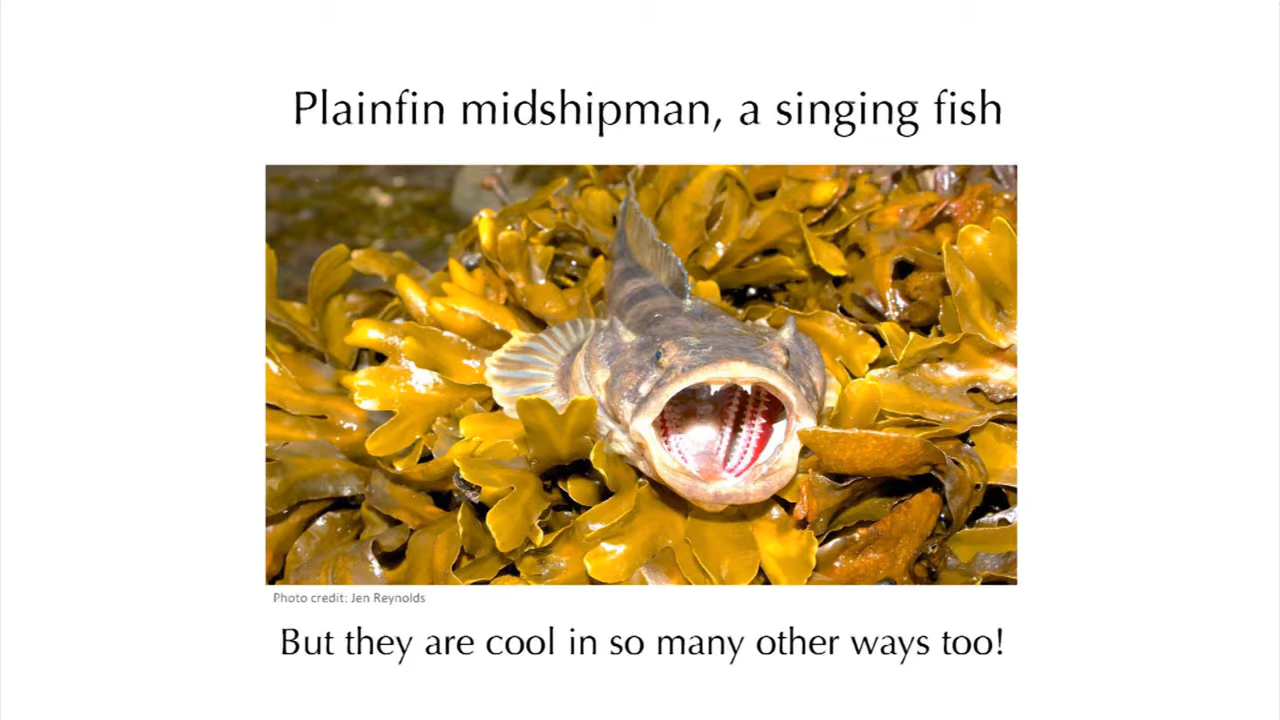 Plainfin midshipman, a singing fish
Photo credit: Jen Reynolds
But they are cool in so many other ways too!